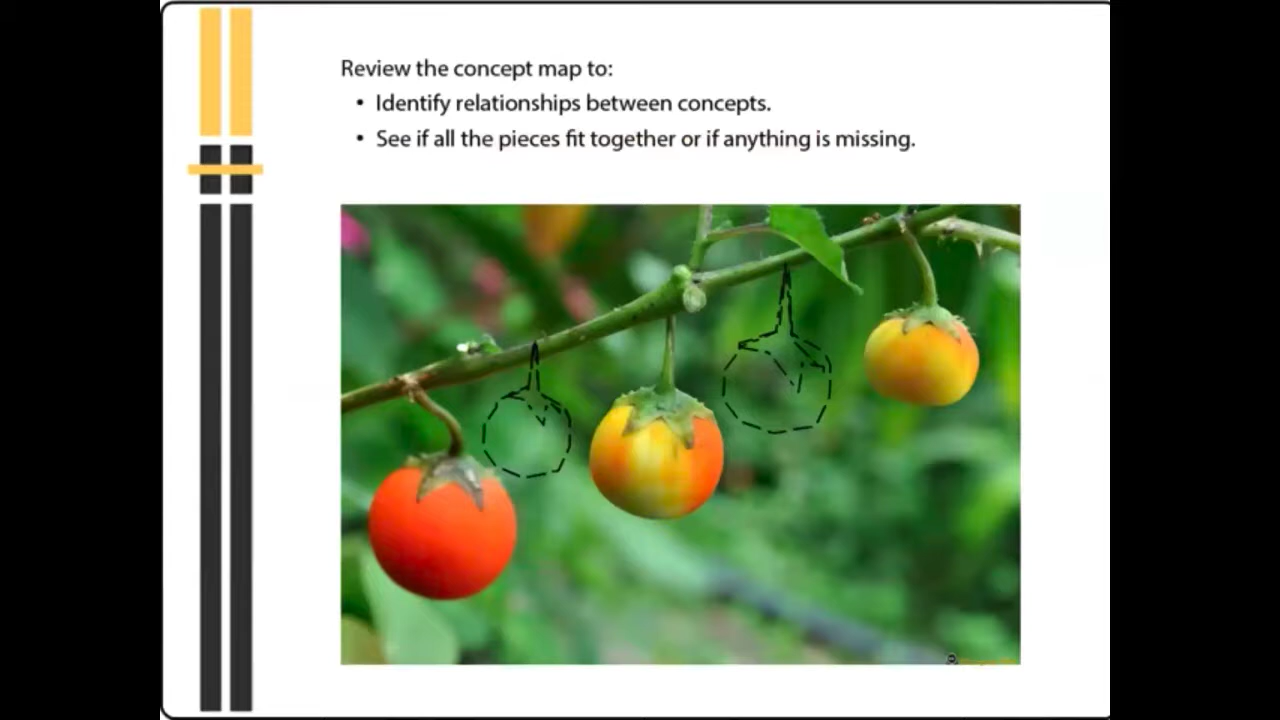 Review the concept map to:
• Identify relationships between concepts.
• See if all the pieces fit together or if anything is missing.